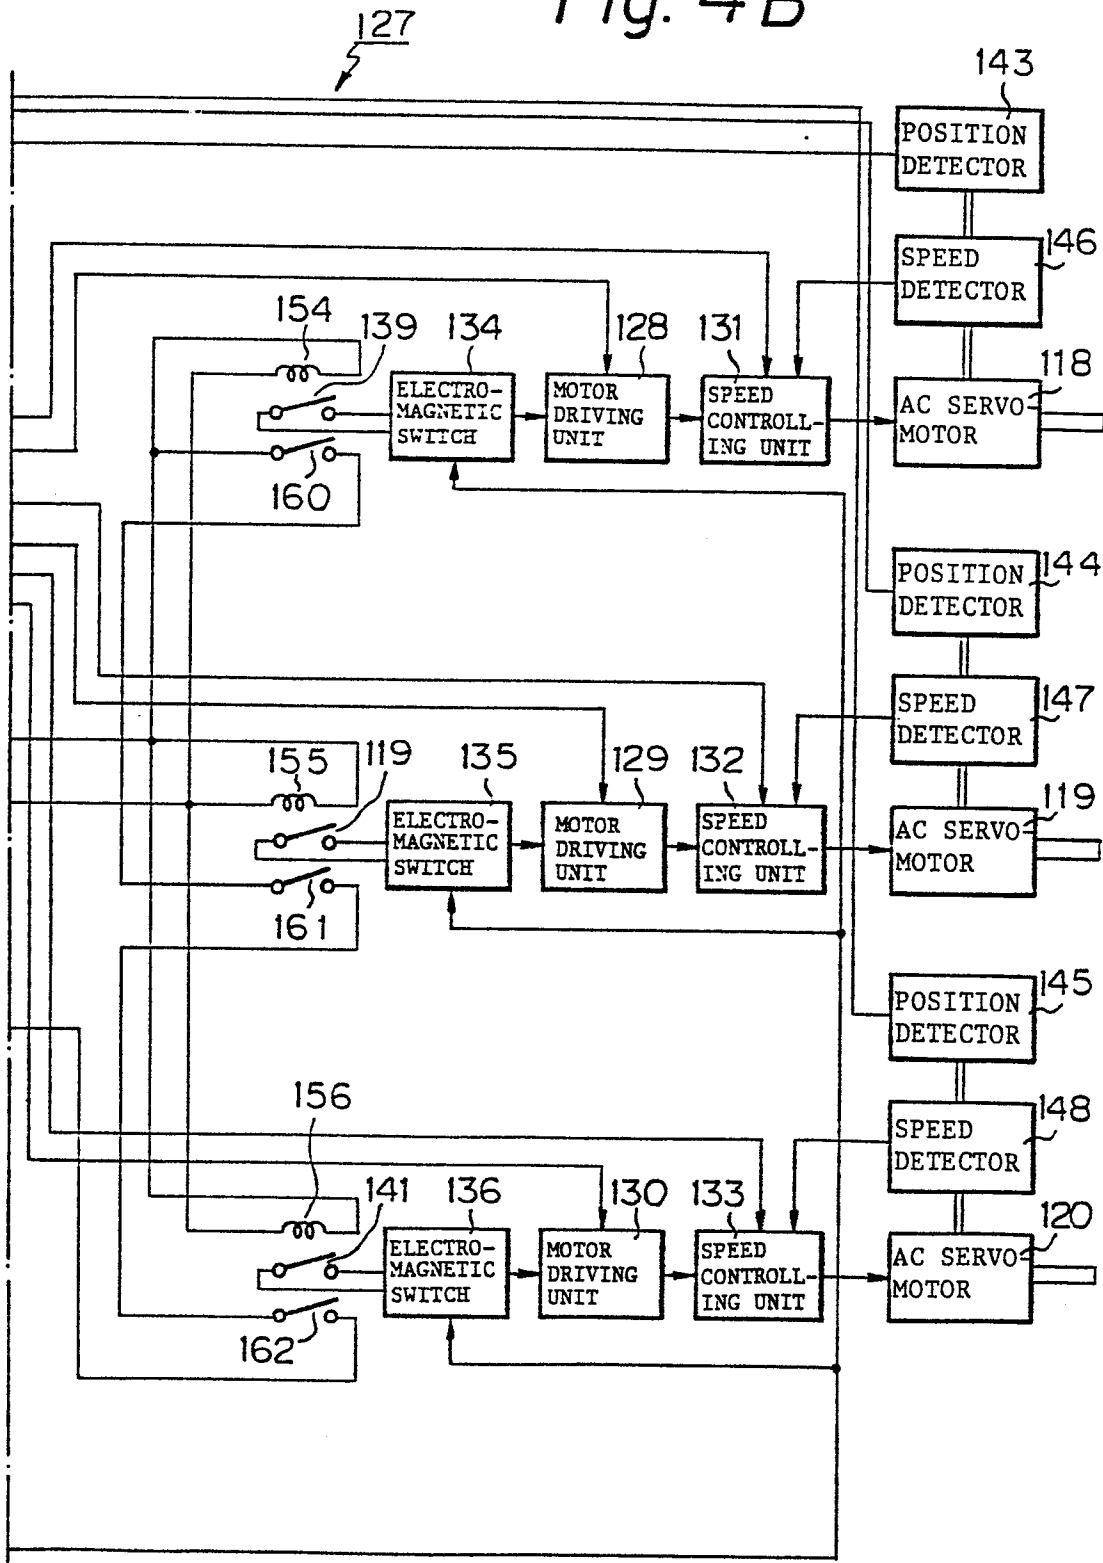 Fig. 4B
127
143
POSITION
DETECTOR
146
SPEED
DETECTOR
154
139
134
128
131
118
ELECTRO-
MAGNETIC
SWITCH
MOTOR
DRIVING
UNIT
SPEED
CONTROLL-
ING UNIT
AC SERVO
MOTOR
160
144
POSITION
DETECTOR
147
SPEED
DETECTOR
155
119
135
129
132
119
ELECTRO-
MAGNETIC
SWITCH
MOTOR
DRIVING
UNIT
SPEED
CONTROLL-
ING UNIT
AC SERVO
MOTOR
161
145
POSITION
DETECTOR
148
SPEED
DETECTOR
156
141
136
130
133
120
ELECTRO-
MAGNETIC
SWITCH
MOTOR
DRIVING
UNIT
SPEED
CONTROLL-
ING UNIT
AC SERVO
MOTOR
162